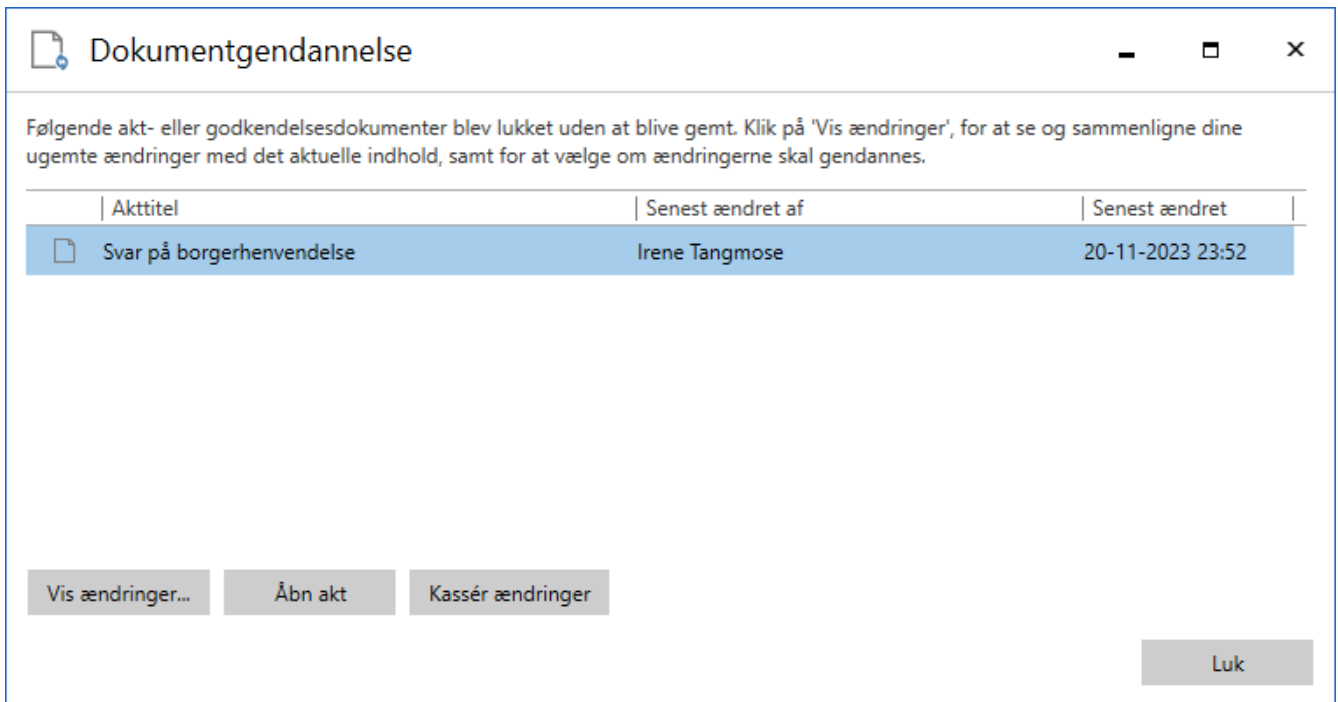 Dokumentgendannelse
Følgende akt- eller godkendelsesdokumenter blev lukket uden at blive gemt. Klik på 'Vis ændringer', for at se og sammenligne dine
ugemte ændringer med det aktuelle indhold, samt for at vælge om ændringerne skal gendannes.
Akttitel Senest ændret af Senest ændret
Svar på borgerhenvendelse Irene Tangmose 20-11-2023 23:52
Vis ændringer... Åbn akt Kassér ændringer
Luk